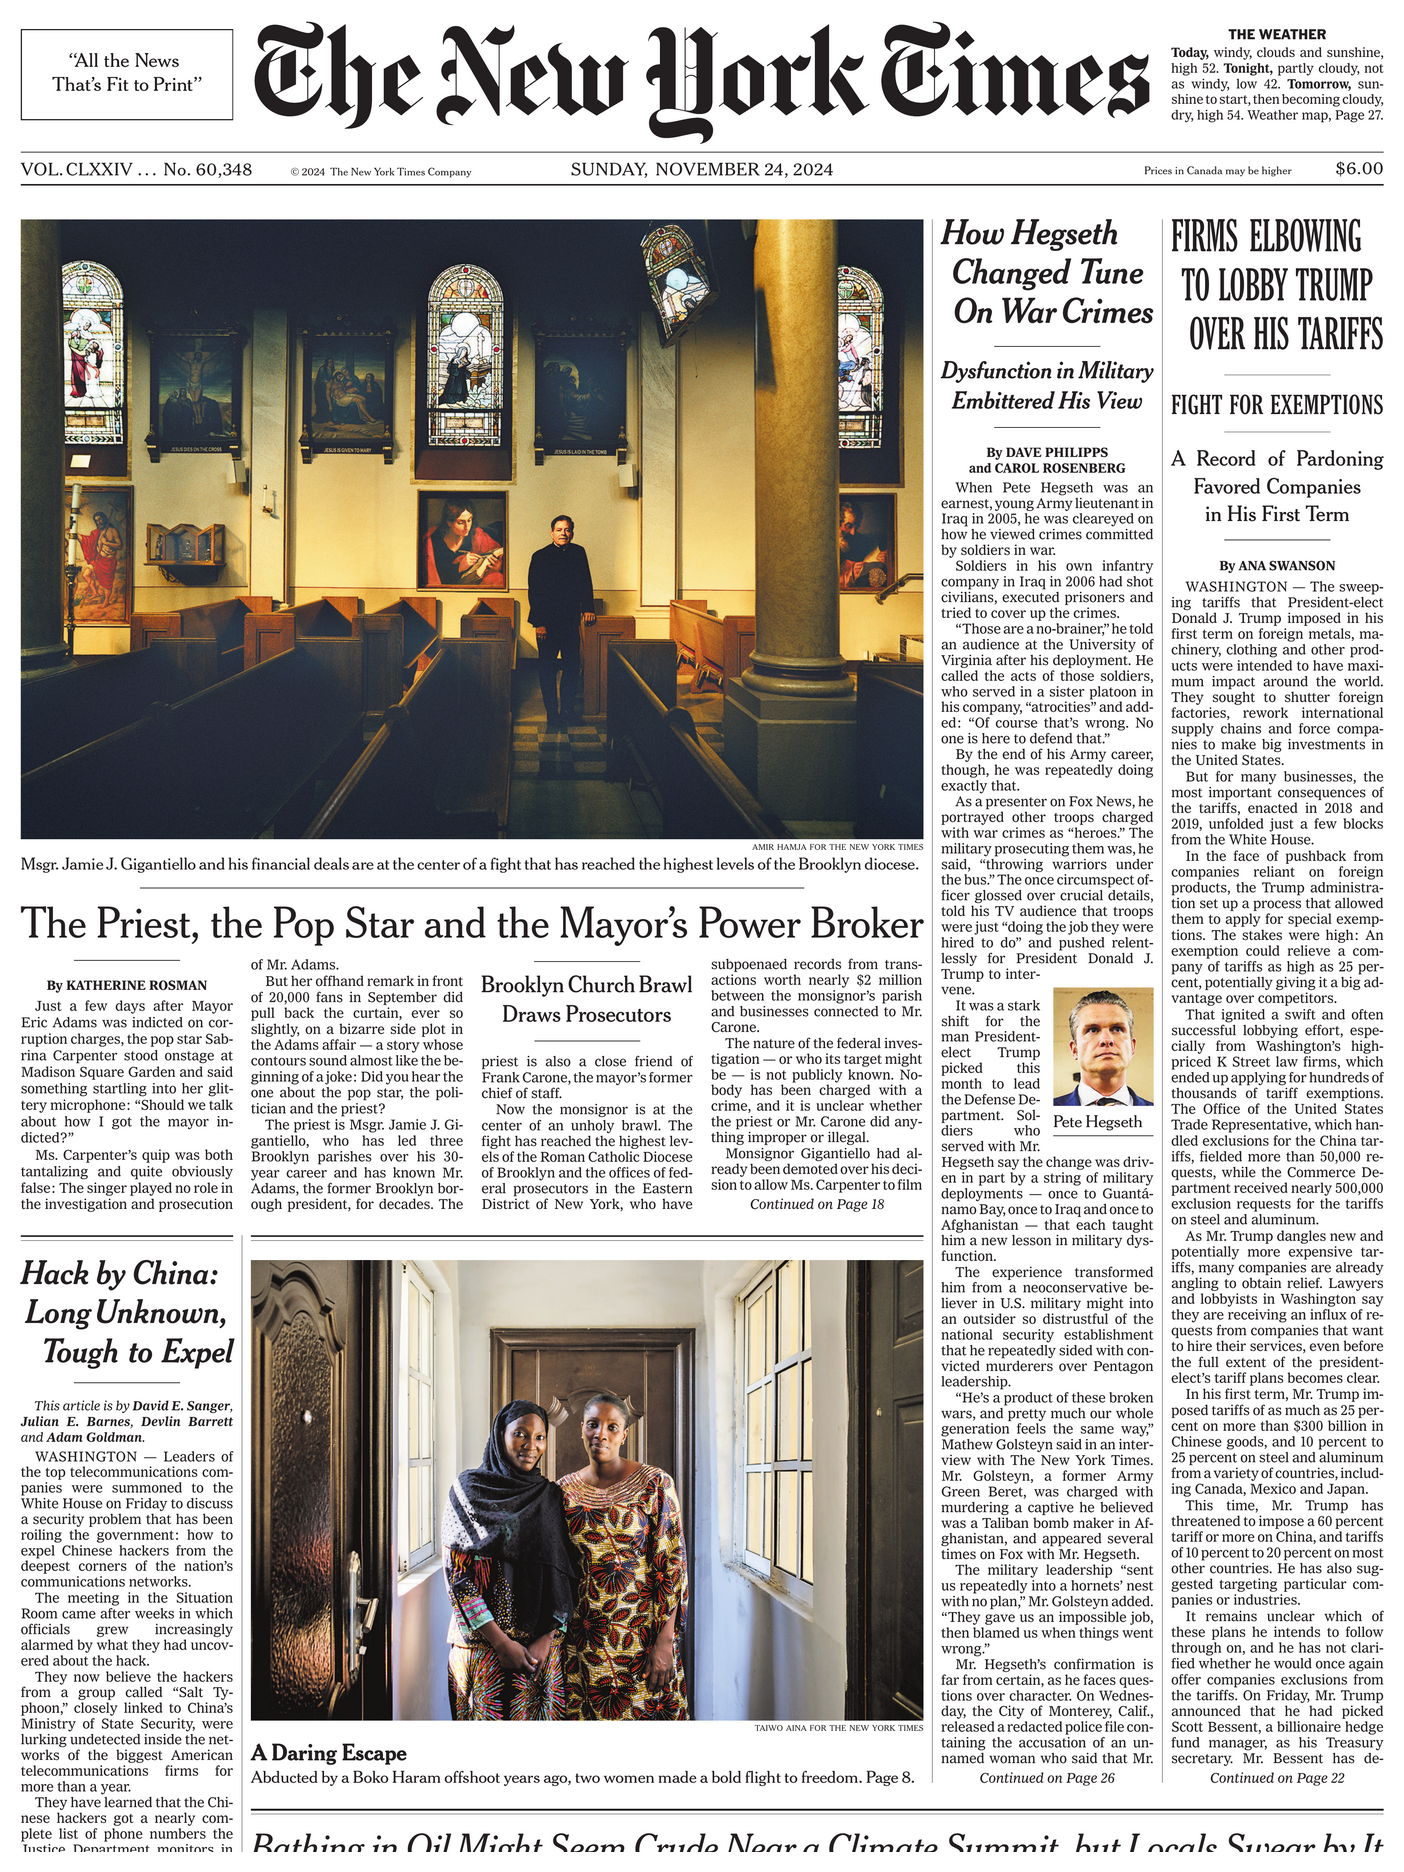 “All the News
That’s Fit to Print”
The New York Times
THE WEATHER
Today, windy, clouds and sunshine,
high 52. Tonight, partly cloudy, not
as windy, low 42. Tomorrow, sun-
shine to start, then becoming cloudy,
dry, high 54. Weather map, Page 27.
VOL. CLXXIV . . . No. 60,348
© 2024 The New York Times Company
SUNDAY, NOVEMBER 24, 2024
Prices in Canada may be higher
$6.00
JESUS DIES ON THE CROSS
JESUS IS GIVEN TO MARY
JESUS IS LAID IN THE TOMB
AMIR HAMJA FOR THE NEW YORK TIMES
Msgr. Jamie J. Gigantiello and his financial deals are at the center of a fight that has reached the highest levels of the Brooklyn diocese.
The Priest, the Pop Star and the Mayor’s Power Broker
By KATHERINE ROSMAN
Just a few days after Mayor
Eric Adams was indicted on cor-
ruption charges, the pop star Sab-
rina Carpenter stood onstage at
Madison Square Garden and said
something startling into her glit-
tery microphone: “Should we talk
about how I got the mayor in-
dicted?”
Ms. Carpenter’s quip was both
tantalizing and quite obviously
false: The singer played no role in
the investigation and prosecution
of Mr. Adams.
But her offhand remark in front
of 20,000 fans in September did
pull back the curtain, ever so
slightly, on a bizarre side plot in
the Adams affair — a story whose
contours sound almost like the be-
ginning of a joke: Did you hear the
one about the pop star, the poli-
tician and the priest?
The priest is Msgr. Jamie J. Gi-
gantiello, who has led three
Brooklyn parishes over his 30-
year career and has known Mr.
Adams, the former Brooklyn bor-
ough president, for decades. The
Brooklyn Church Brawl
Draws Prosecutors
priest is also a close friend of
Frank Carone, the mayor’s former
chief of staff.
Now the monsignor is at the
center of an unholy brawl. The
fight has reached the highest lev-
els of the Roman Catholic Diocese
of Brooklyn and the offices of fed-
eral prosecutors in the Eastern
District of New York, who have
subpoenaed records from trans-
actions worth nearly $2 million
between the monsignor’s parish
and businesses connected to Mr.
Carone.
The nature of the federal inves-
tigation — or who its target might
be — is not publicly known. No-
body has been charged with a
crime, and it is unclear whether
the priest or Mr. Carone did any-
thing improper or illegal.
Monsignor Gigantiello had al-
ready been demoted over his deci-
sion to allow Ms. Carpenter to film
Continued on Page 18
How Hegseth
Changed Tune
On War Crimes
Dysfunction in Military
Embittered His View
By DAVE PHILIPPS
and CAROL ROSENBERG
When Pete Hegseth was an
earnest, young Army lieutenant in
Iraq in 2005, he was cleareyed on
how he viewed crimes committed
by soldiers in war.
Soldiers in his own infantry
company in Iraq in 2006 had shot
civilians, executed prisoners and
tried to cover up the crimes.
“Those are a no-brainer,” he told
an audience at the University of
Virginia after his deployment. He
called the acts of those soldiers,
who served in a sister platoon in
his company, “atrocities” and add-
ed: “Of course that’s wrong. No
one is here to defend that.”
By the end of his Army career,
though, he was repeatedly doing
exactly that.
As a presenter on Fox News, he
portrayed other troops charged
with war crimes as “heroes.” The
military prosecuting them was, he
said, “throwing warriors under
the bus.” The once circumspect of-
ficer glossed over crucial details,
told his TV audience that troops
were just “doing the job they were
hired to do” and pushed relent-
lessly for President Donald J.
Trump to inter-
vene.
It was a stark
shift for the
man President-
elect Trump
picked this
month to lead
the Defense De-
partment. Sol-
diers who
served with Mr.
Pete Hegseth
Hegseth say the change was driv-
en in part by a string of military
deployments — once to Guantá-
namo Bay, once to Iraq and once to
Afghanistan — that each taught
him a new lesson in military dys-
function.
The experience transformed
him from a neoconservative be-
liever in U.S. military might into
an outsider so distrustful of the
national security establishment
that he repeatedly sided with con-
victed murderers over Pentagon
leadership.
“He’s a product of these broken
wars, and pretty much our whole
generation feels the same way,”
Mathew Golsteyn said in an inter-
view with The New York Times.
Mr. Golsteyn, a former Army
Green Beret, was charged with
murdering a captive he believed
was a Taliban bomb maker in Af-
ghanistan, and appeared several
times on Fox with Mr. Hegseth.
The military leadership “sent
us repeatedly into a hornets’ nest
with no plan,” Mr. Golsteyn added.
“They gave us an impossible job,
then blamed us when things went
wrong.”
Mr. Hegseth’s confirmation is
far from certain, as he faces ques-
tions over character. On Wednes-
day, the City of Monterey, Calif.,
released a redacted police file con-
taining the accusation of an un-
named woman who said that Mr.
Continued on Page 26
FIRMS ELBOWING
TO LOBBY TRUMP
OVER HIS TARIFFS
FIGHT FOR EXEMPTIONS
A Record of Pardoning
Favored Companies
in His First Term
By ANA SWANSON
WASHINGTON — The sweep-
ing tariffs that President-elect
Donald J. Trump imposed in his
first term on foreign metals, ma-
chinery, clothing and other prod-
ucts were intended to have maxi-
mum impact around the world.
They sought to shutter foreign
factories, rework international
supply chains and force compa-
nies to make big investments in
the United States.
But for many businesses, the
most important consequences of
the tariffs, enacted in 2018 and
2019, unfolded just a few blocks
from the White House.
In the face of pushback from
companies reliant on foreign
products, the Trump administra-
tion set up a process that allowed
them to apply for special exemp-
tions. The stakes were high: An
exemption could relieve a com-
pany of tariffs as high as 25 per-
cent, potentially giving it a big ad-
vantage over competitors.
That ignited a swift and often
successful lobbying effort, espe-
cially from Washington’s high-
priced K Street law firms, which
ended up applying for hundreds of
thousands of tariff exemptions.
The Office of the United States
Trade Representative, which han-
dled exclusions for the China tar-
iffs, fielded more than 50,000 re-
quests, while the Commerce De-
partment received nearly 500,000
exclusion requests for the tariffs
on steel and aluminum.
As Mr. Trump dangles new and
potentially more expensive tar-
iffs, many companies are already
angling to obtain relief. Lawyers
and lobbyists in Washington say
they are receiving an influx of re-
quests from companies that want
to hire their services, even before
the full extent of the president-
elect’s tariff plans becomes clear.
In his first term, Mr. Trump im-
posed tariffs of as much as 25 per-
cent on more than $300 billion in
Chinese goods, and 10 percent to
25 percent on steel and aluminum
from a variety of countries, includ-
ing Canada, Mexico and Japan.
This time, Mr. Trump has
threatened to impose a 60 percent
tariff or more on China, and tariffs
of 10 percent to 20 percent on most
other countries. He has also sug-
gested targeting particular com-
panies or industries.
It remains unclear which of
these plans he intends to follow
through on, and he has not clari-
fied whether he would once again
offer companies exclusions from
the tariffs. On Friday, Mr. Trump
announced that he had picked
Scott Bessent, a billionaire hedge
fund manager, as his Treasury
secretary. Mr. Bessent has de-
Continued on Page 22
Hack by China:
Long Unknown,
Tough to Expel
This article is by David E. Sanger,
Julian E. Barnes, Devlin Barrett
and Adam Goldman.
WASHINGTON — Leaders of
the top telecommunications com-
panies were summoned to the
White House on Friday to discuss
a security problem that has been
roiling the government: how to
expel Chinese hackers from the
deepest corners of the nation’s
communications networks.
The meeting in the Situation
Room came after weeks in which
officials grew increasingly
alarmed by what they had uncov-
ered about the hack.
They now believe the hackers
from a group called “Salt Ty-
phoon,” closely linked to China’s
Ministry of State Security, were
lurking undetected inside the net-
works of the biggest American
telecommunications firms for
more than a year.
They have learned that the Chi-
nese hackers got a nearly com-
plete list of phone numbers the
Justice Department monitors in
TAIWO AINA FOR THE NEW YORK TIMES
A Daring Escape
Abducted by a Boko Haram offshoot years ago, two women made a bold flight to freedom. Page 8.
Bathing in Oil Might Seem Crude Near a Climate Summit, but Locals Swear by It